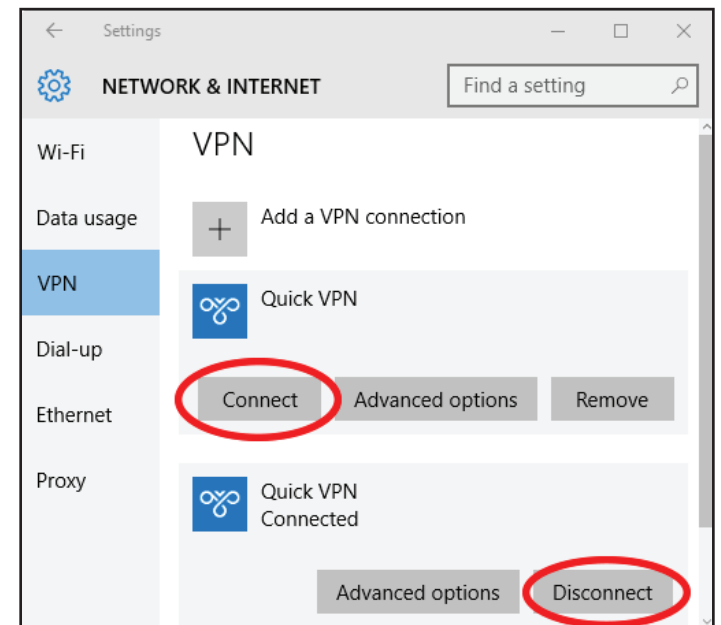 Settings
NETWORK & INTERNET
Find a setting
Wi-Fi
Data usage
VPN
Dial-up
Ethernet
Proxy
VPN
Add a VPN connection
Quick VPN
Connect Advanced options Remove
Quick VPN
Connected
Advanced options Disconnect